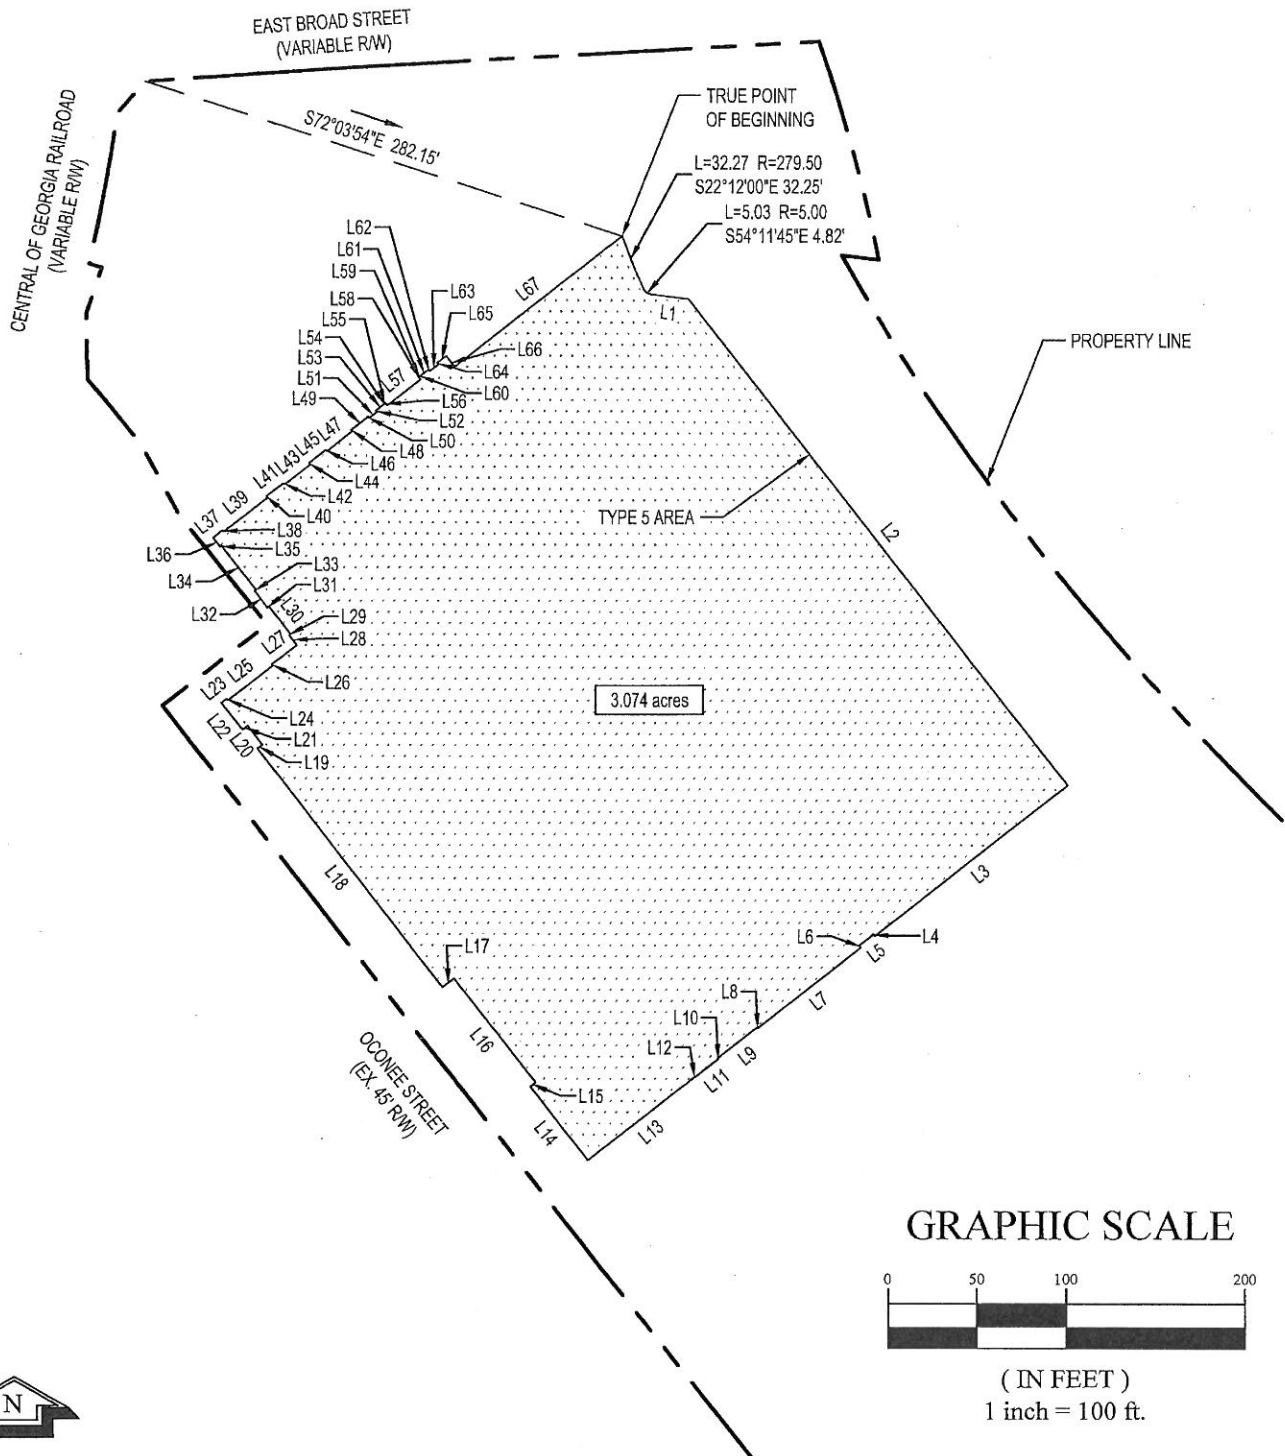 EAST BROAD STREET
(VARIABLE R/W)
CENTRAL OF GEORGIA RAILROAD
(VARIABLE R/W)
S72°03'54"E 282.15'
TRUE POINT
OF BEGINNING
L=32.27 R=279.50
S22°12'00"E 32.25'
L=5.03 R=5.00
S54°11'45"E 4.82'
L62
L61
L59
L58
L55
L54
L53
L51
L49
L63
L65
L67
L1
L66
L64
L60
L57
L56
L52
L50
L48
L47
L45
L46
L43
L44
L41
L42
L39
L40
L37
L38
L36
L35
L34
L33
L32
L31
L30
L29
L28
L27
L26
L25
L23
L24
L22
L21
L20
L19
PROPERTY LINE
TYPE 5 AREA
L2
3.074 acres
L18
L3
L17
L6
L4
L5
L7
L8
L10
L9
L12
L11
L16
L15
L14
L13
OCONEE STREET
(EX. 45' R/W)
GRAPHIC SCALE
0 50 100 200
( IN FEET )
1 inch = 100 ft.
N